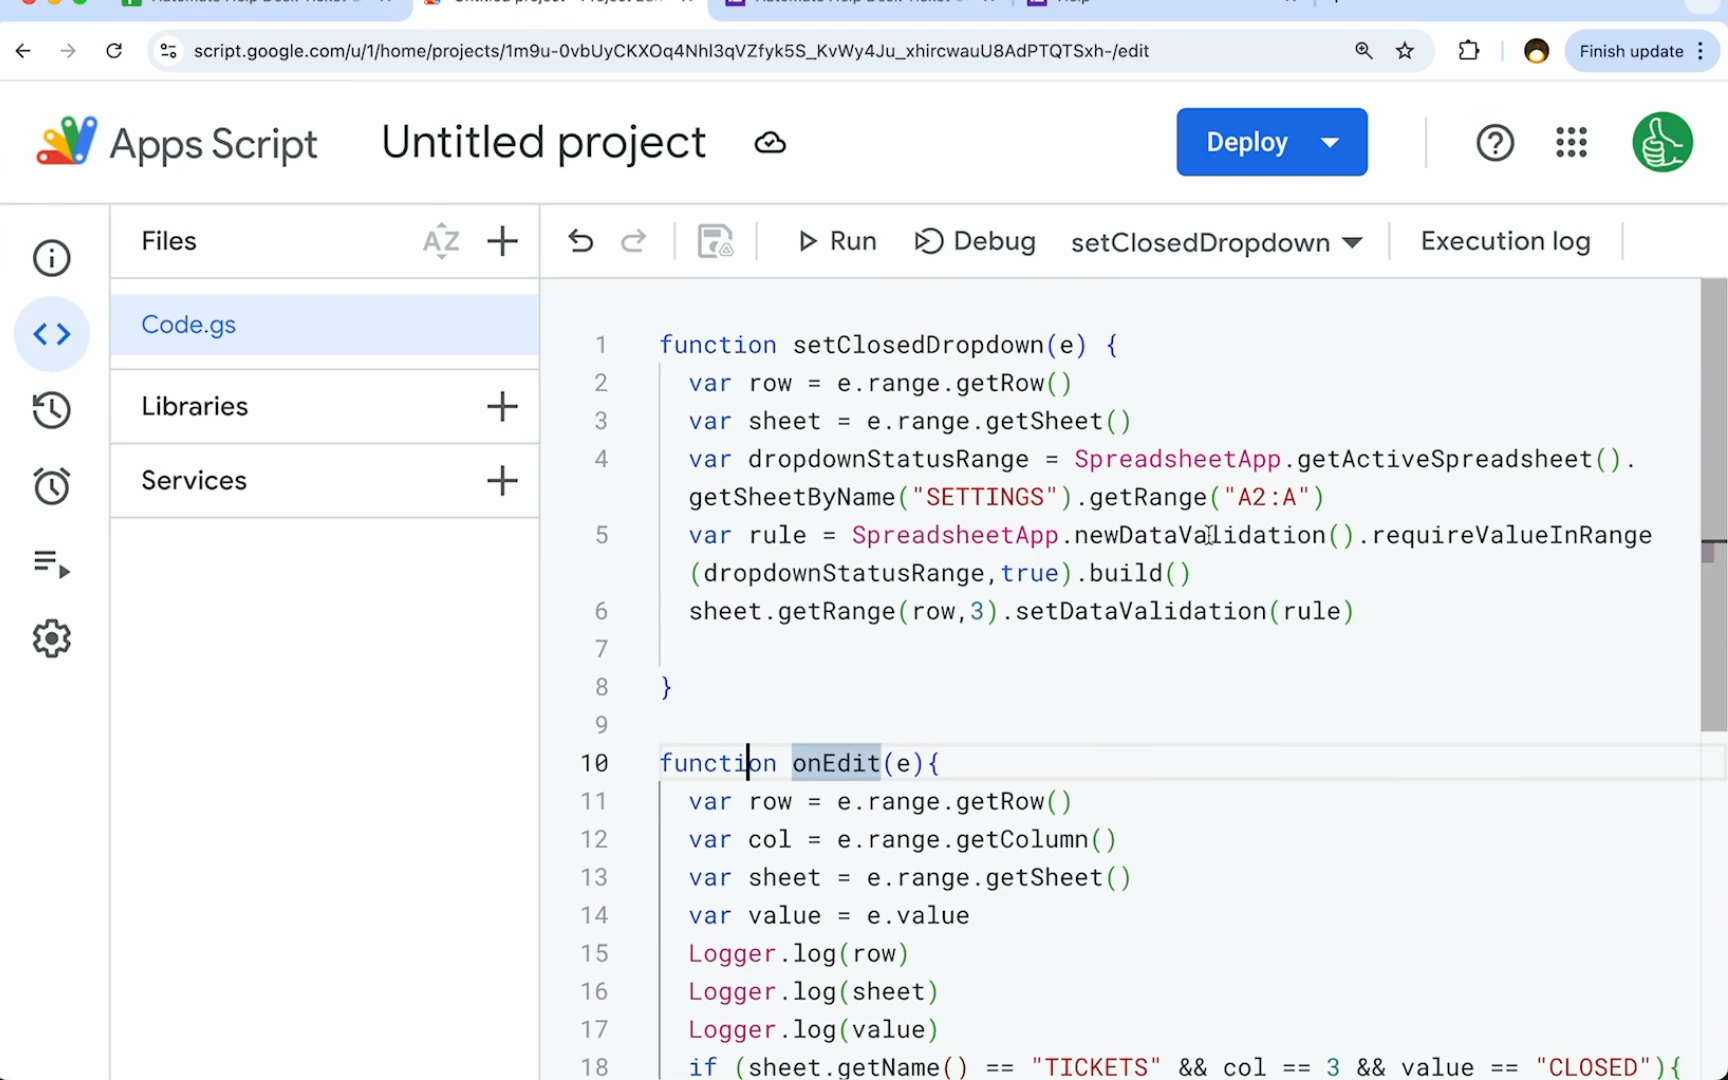 script.google.com/u/1/home/projects/1m9u-0vbUyCKXOq4Nhl3qVZfyk5S_KvWy4Ju_xhircwauU8AdPTQTSxh-/edit
Finish update
Apps Script
Untitled project
Deploy
Files
AZ
Run
Debug
setClosedDropdown
Execution log
Code.gs
Libraries
Services
1 function setClosedDropdown(e) {
2 var row = e.range.getRow()
3 var sheet = e.range.getSheet()
4 var dropdownStatusRange = SpreadsheetApp.getActiveSpreadsheet().
getSheetByName("SETTINGS").getRange("A2:A")
5 var rule = SpreadsheetApp.newDataValidation().requireValueInRange
(dropdownStatusRange,true).build()
6 sheet.getRange(row,3).setDataValidation(rule)
7
8 }
9
10 function onEdit(e){
11 var row = e.range.getRow()
12 var col = e.range.getColumn()
13 var sheet = e.range.getSheet()
14 var value = e.value
15 Logger.log(row)
16 Logger.log(sheet)
17 Logger.log(value)
18 if (sheet.getName() == "TICKETS" && col == 3 && value == "CLOSED"){